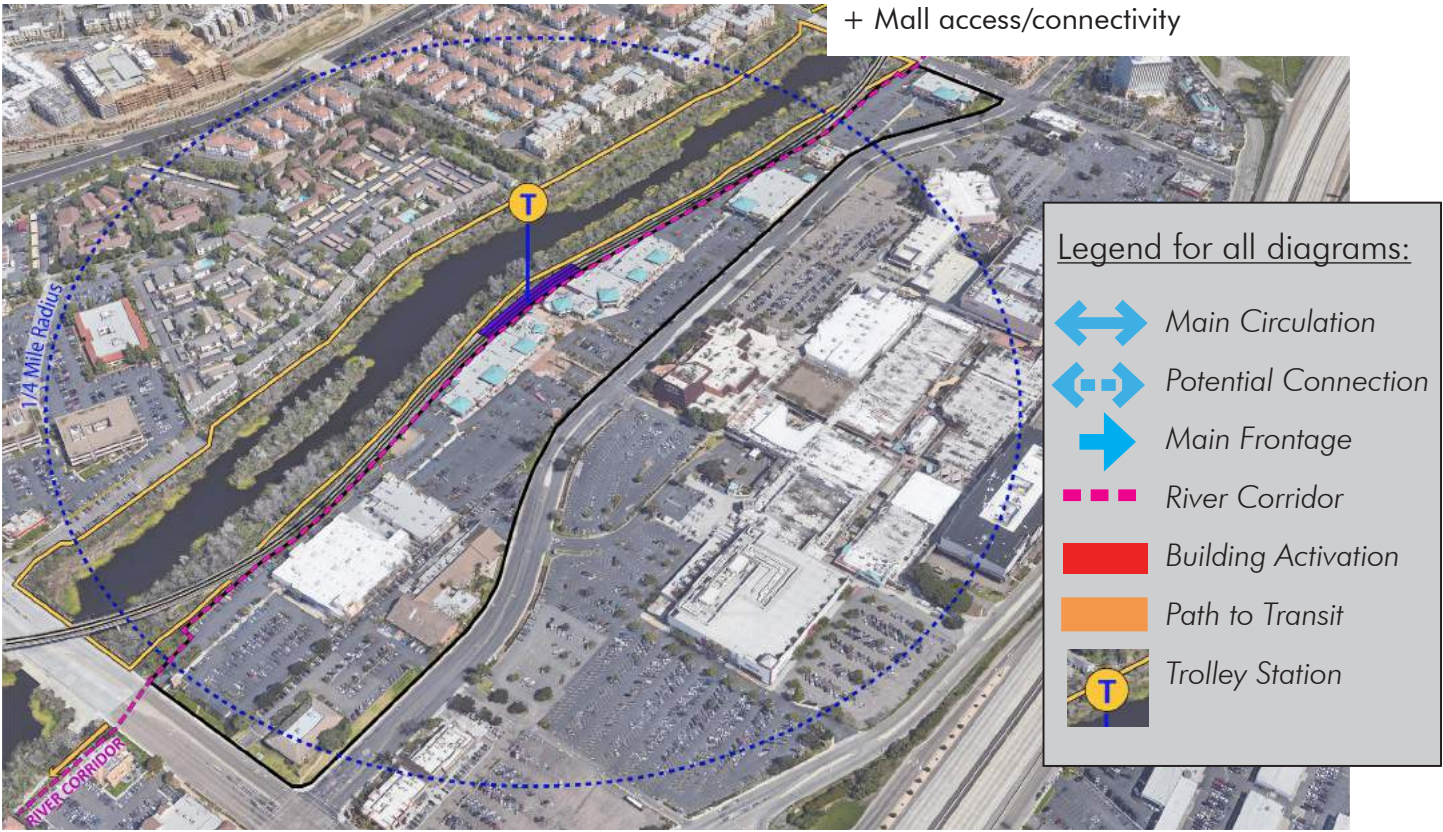 + Mall access/connectivity
T
1/4 Mile Radius
Legend for all diagrams:
Main Circulation
Potential Connection
Main Frontage
River Corridor
Building Activation
Path to Transit
T
Trolley Station
RIVER CORRIDOR